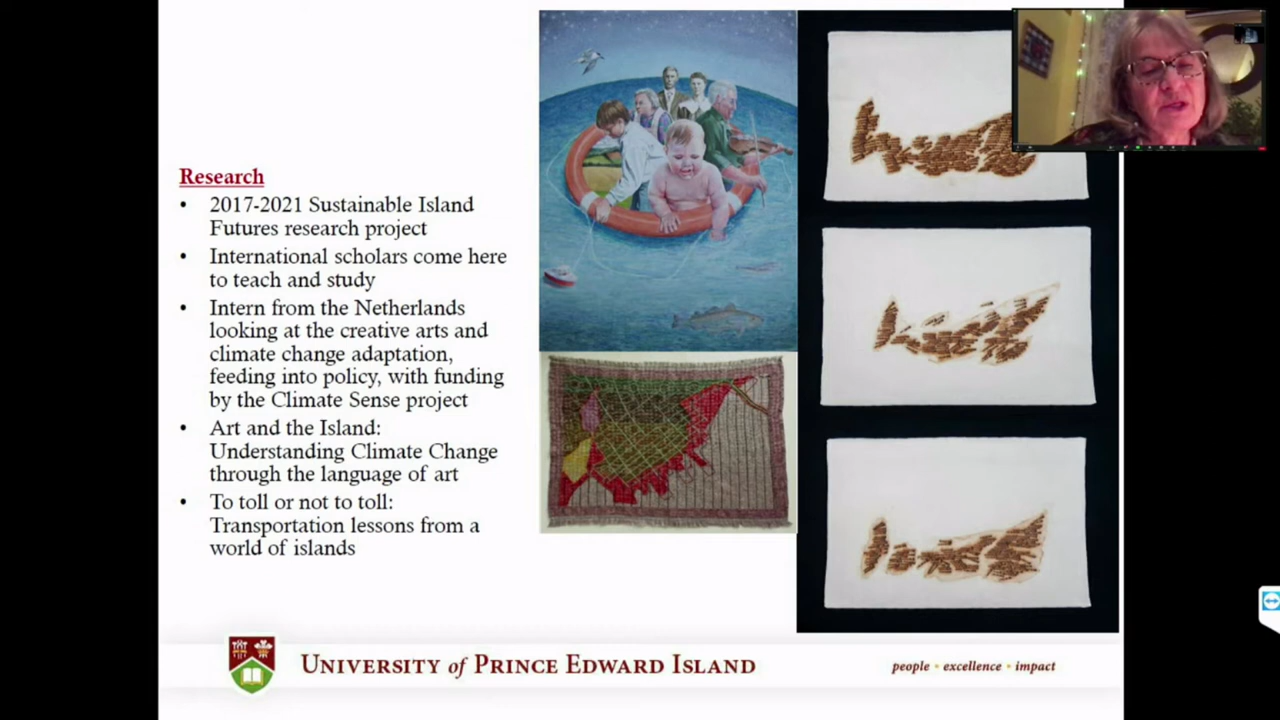 Research
• 2017-2021 Sustainable Island
Futures research project
• International scholars come here
to teach and study
• Intern from the Netherlands
looking at the creative arts and
climate change adaptation,
feeding into policy, with funding
by the Climate Sense project
• Art and the Island:
Understanding Climate Change
through the language of art
• To toll or not to toll:
Transportation lessons from a
world of islands
UNIVERSITY of PRINCE EDWARD ISLAND
people • excellence • impact